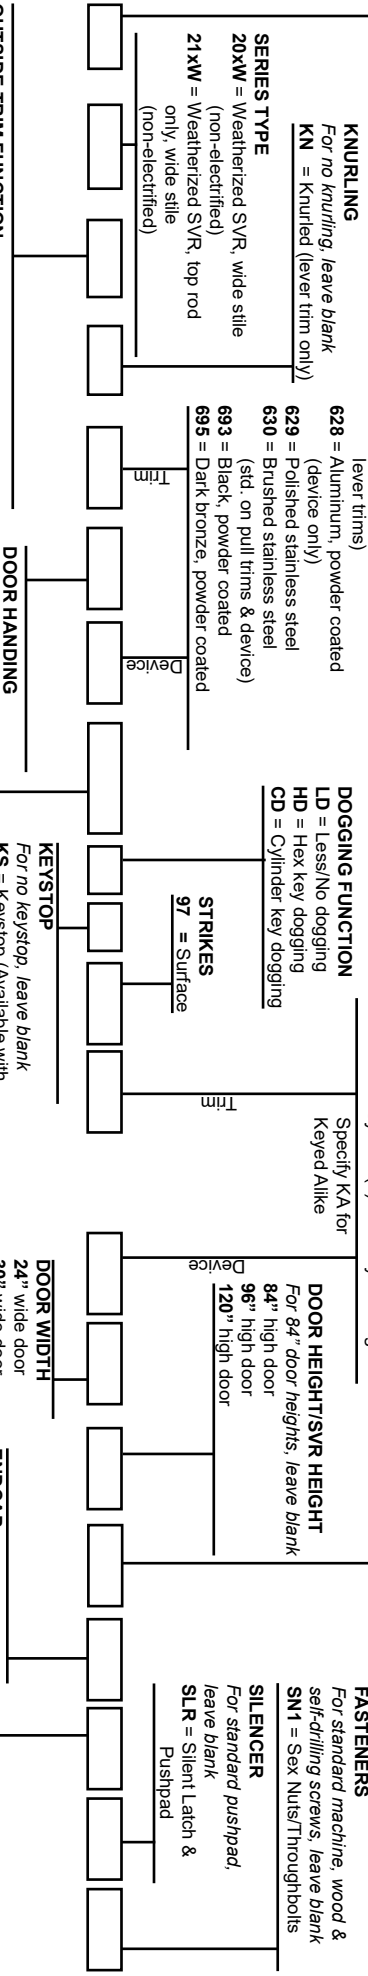 KNURLING
For no knurling, leave blank
KN = Knurled (lever trim only)
SERIES TYPE
20xW = Weatherized SVR, wide stile
(non-electrified)
21xW = Weatherized SVR, top rod
only, wide stile
(non-electrified)
lever trims)
628 = Aluminum, powder coated
(device only)
629 = Polished stainless steel
630 = Brushed stainless steel
(std. on pull trims & device)
693 = Black, powder coated
695 = Dark bronze, powder coated
Trim
Device
DOOR HANDING
DOGGING FUNCTION
LD = Less/No dogging
HD = Hex key dogging
CD = Cylinder key dogging
STRIKES
97 = Surface
KEYSTOP
For no keystop, leave blank
KS = Keystop (Available with
Specify KA for
Keyed Alike
Trim
Device
DOOR HEIGHT/SVR HEIGHT
For 84" door heights, leave blank
84" high door
96" high door
120" high door
DOOR WIDTH
24" wide door
FASTENERS
For standard machine, wood &
self-drilling screws, leave blank
SN1 = Sex Nuts/Throughbolts
SILENCER
For standard pushpad,
leave blank
SLR = Silent Latch &
Pushpad